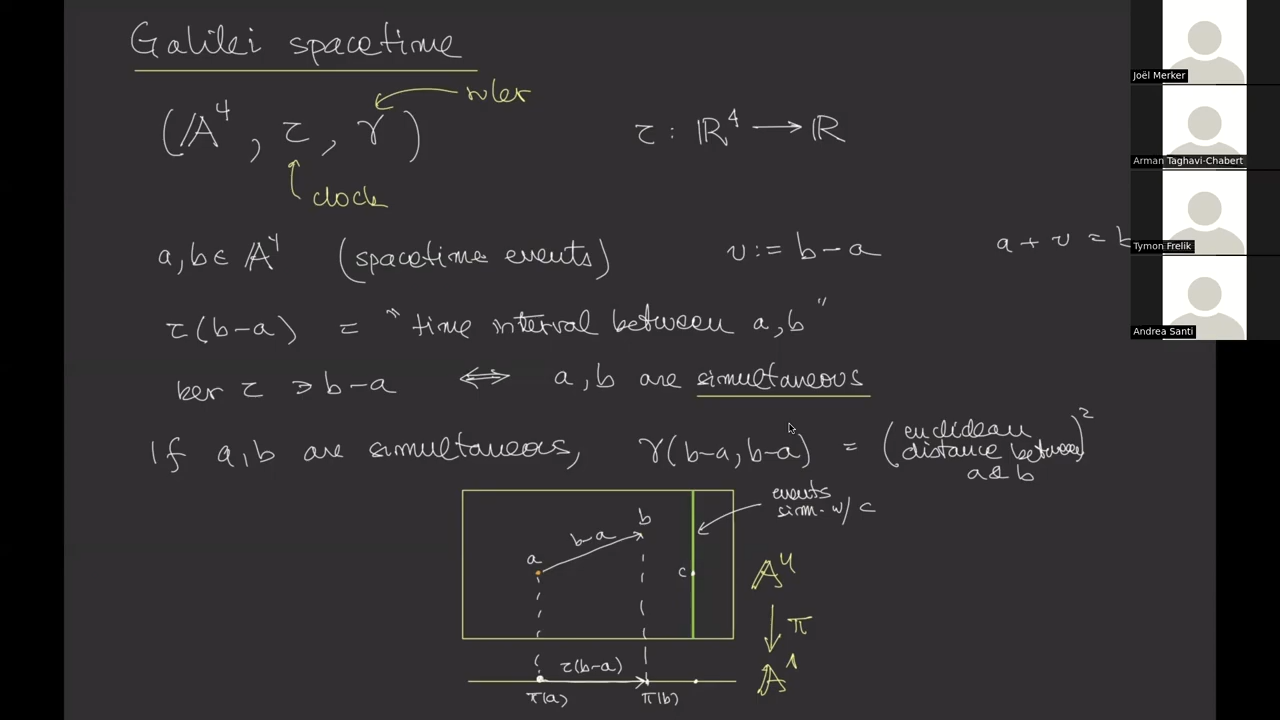 Galilei spacetime
ruler
(𝔸⁴, τ, γ)
τ : ℝ⁴ ⟶ ℝ
clock
a, b ∈ 𝔸⁴ (spacetime events)
v := b − a
a + v = b
τ(b−a) = "time interval between a, b"
ker τ ∋ b−a ⟺ a, b are simultaneous
If a, b are simultaneous, γ(b−a, b−a) = (euclidean distance between a & b)²
events
sim. w/ c
b
b−a
a
c
𝔸⁴
π
τ(b−a)
𝔸¹
π(a)
π(b)
Joël Merker
Arman Taghavi-Chabert
Tymon Frelik
Andrea Santi